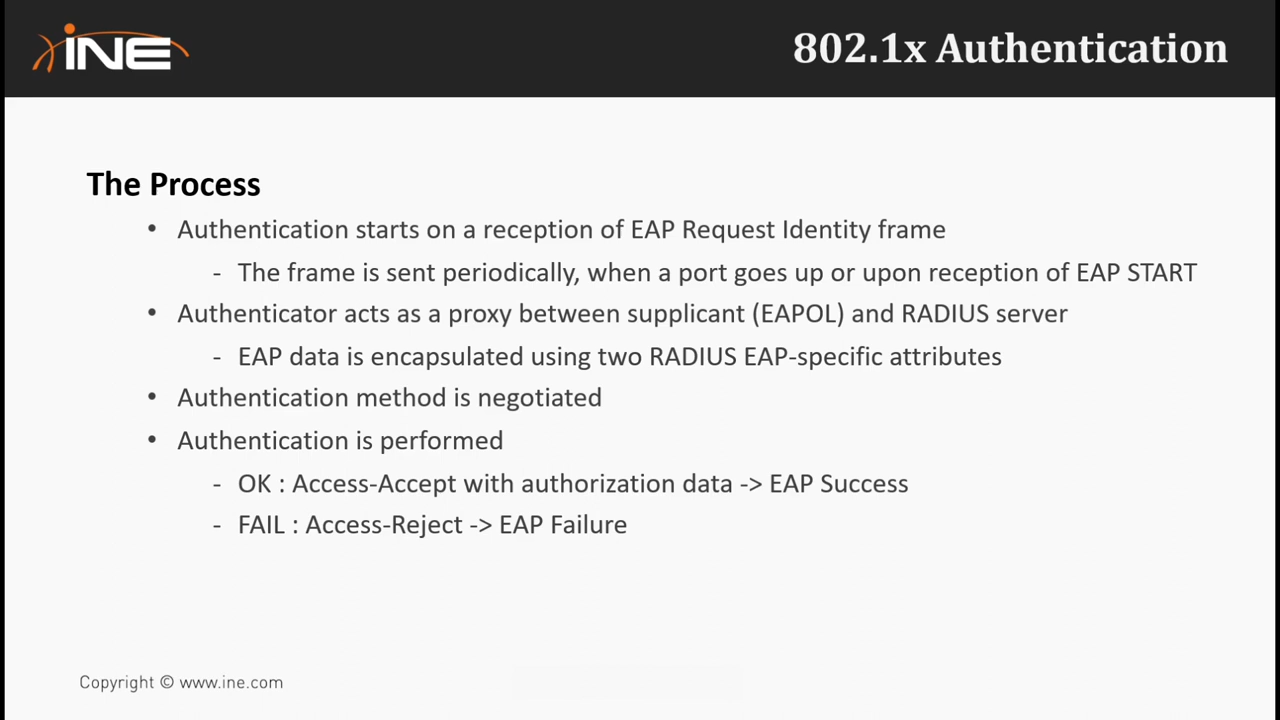 iNE
802.1x Authentication
The Process
• Authentication starts on a reception of EAP Request Identity frame
- The frame is sent periodically, when a port goes up or upon reception of EAP START
• Authenticator acts as a proxy between supplicant (EAPOL) and RADIUS server
- EAP data is encapsulated using two RADIUS EAP-specific attributes
• Authentication method is negotiated
• Authentication is performed
- OK : Access-Accept with authorization data -> EAP Success
- FAIL : Access-Reject -> EAP Failure
Copyright © www.ine.com